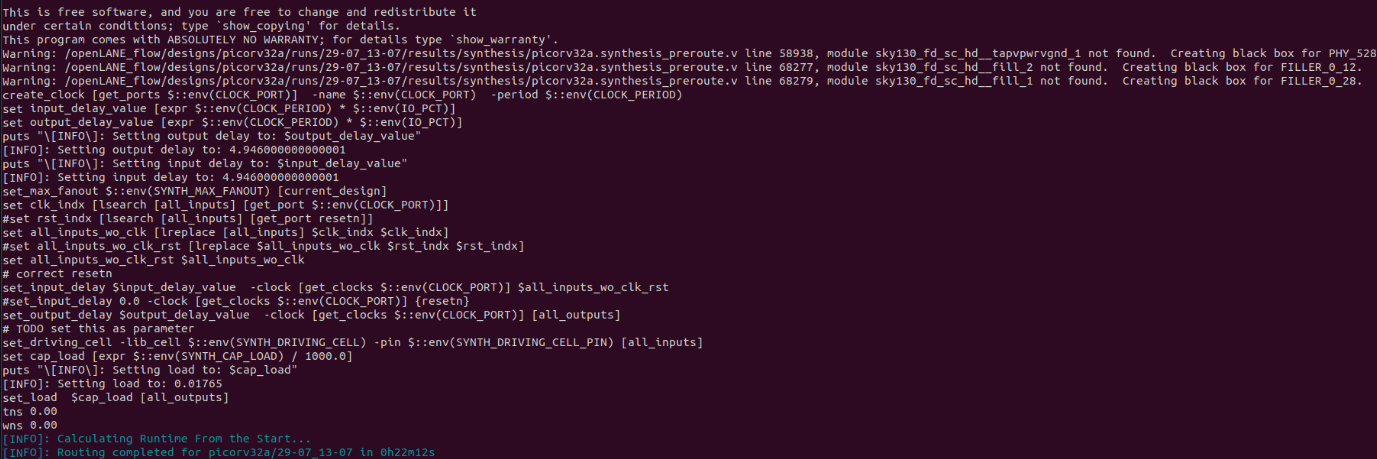 This is free software, and you are free to change and redistribute it
under certain conditions; type `show_copying' for details.
This program comes with ABSOLUTELY NO WARRANTY; for details type `show_warranty'.
Warning: /openLANE_flow/designs/picorv32a/runs/29-07_13-07/results/synthesis/picorv32a.synthesis_preroute.v line 58938, module sky130_fd_sc_hd__tapvpwrvgnd_1 not found.  Creating black box for PHY_528
Warning: /openLANE_flow/designs/picorv32a/runs/29-07_13-07/results/synthesis/picorv32a.synthesis_preroute.v line 68277, module sky130_fd_sc_hd__fill_2 not found.  Creating black box for FILLER_0_12.
Warning: /openLANE_flow/designs/picorv32a/runs/29-07_13-07/results/synthesis/picorv32a.synthesis_preroute.v line 68279, module sky130_fd_sc_hd__fill_1 not found.  Creating black box for FILLER_0_28.
create_clock [get_ports $::env(CLOCK_PORT)]  -name $::env(CLOCK_PORT)  -period $::env(CLOCK_PERIOD)
set input_delay_value [expr $::env(CLOCK_PERIOD) * $::env(IO_PCT)]
set output_delay_value [expr $::env(CLOCK_PERIOD) * $::env(IO_PCT)]
puts "\[INFO\]: Setting output delay to: $output_delay_value"
[INFO]: Setting output delay to: 4.946000000000001
puts "\[INFO\]: Setting input delay to: $input_delay_value"
[INFO]: Setting input delay to: 4.946000000000001
set_max_fanout $::env(SYNTH_MAX_FANOUT) [current_design]
set clk_indx [lsearch [all_inputs] [get_port $::env(CLOCK_PORT)]]
#set rst_indx [lsearch [all_inputs] [get_port resetn]]
set all_inputs_wo_clk [lreplace [all_inputs] $clk_indx $clk_indx]
#set all_inputs_wo_clk_rst [lreplace $all_inputs_wo_clk $rst_indx $rst_indx]
set all_inputs_wo_clk_rst $all_inputs_wo_clk
# correct resetn
set_input_delay $input_delay_value  -clock [get_clocks $::env(CLOCK_PORT)] $all_inputs_wo_clk_rst
#set_input_delay 0.0 -clock [get_clocks $::env(CLOCK_PORT)] {resetn}
set_output_delay $output_delay_value  -clock [get_clocks $::env(CLOCK_PORT)] [all_outputs]
# TODO set this as parameter
set_driving_cell -lib_cell $::env(SYNTH_DRIVING_CELL) -pin $::env(SYNTH_DRIVING_CELL_PIN) [all_inputs]
set cap_load [expr $::env(SYNTH_CAP_LOAD) / 1000.0]
puts "\[INFO\]: Setting load to: $cap_load"
[INFO]: Setting load to: 0.01765
set_load  $cap_load [all_outputs]
tns 0.00
wns 0.00
[INFO]: Calculating Runtime From the Start...
[INFO]: Routing completed for picorv32a/29-07_13-07 in 0h22m12s